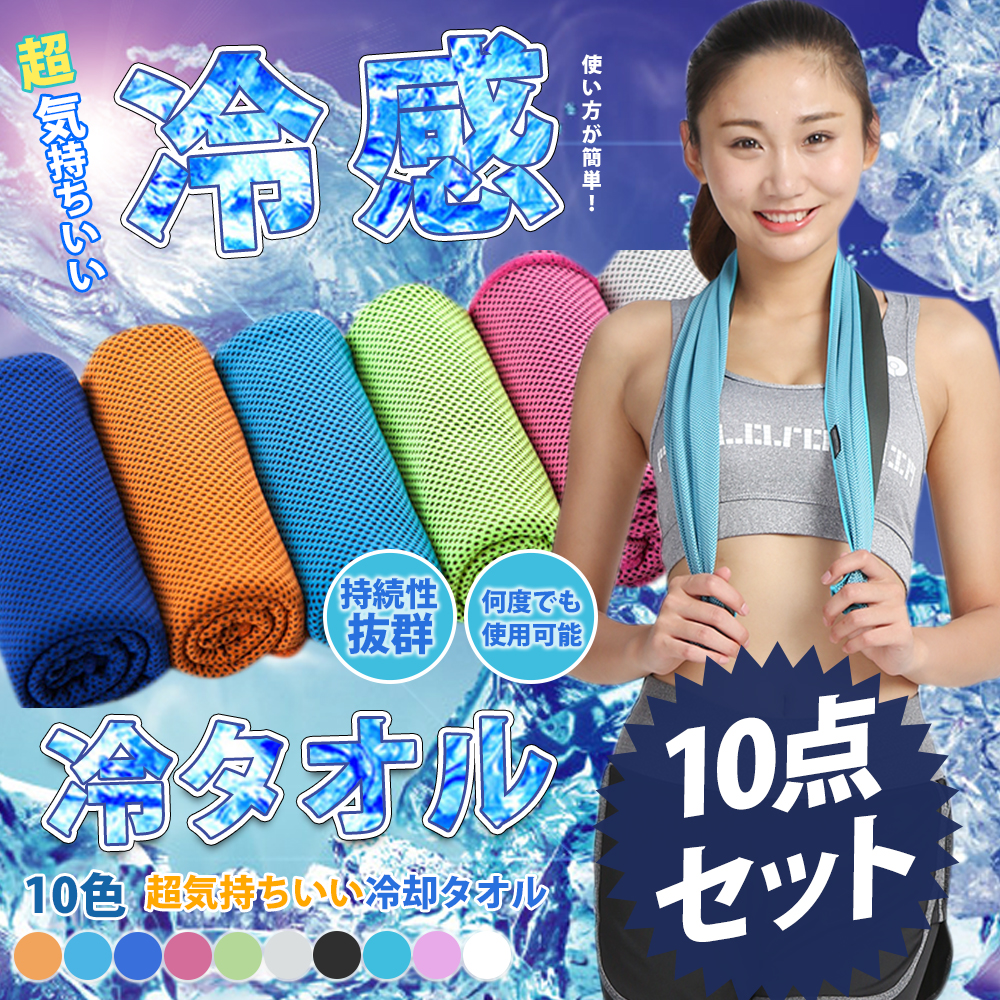 超
気持ちいい
冷感
使い方が簡単！
持続性
抜群
何度でも
使用可能
冷タオル
10点
セット
10色
超気持ちいい冷却タオル